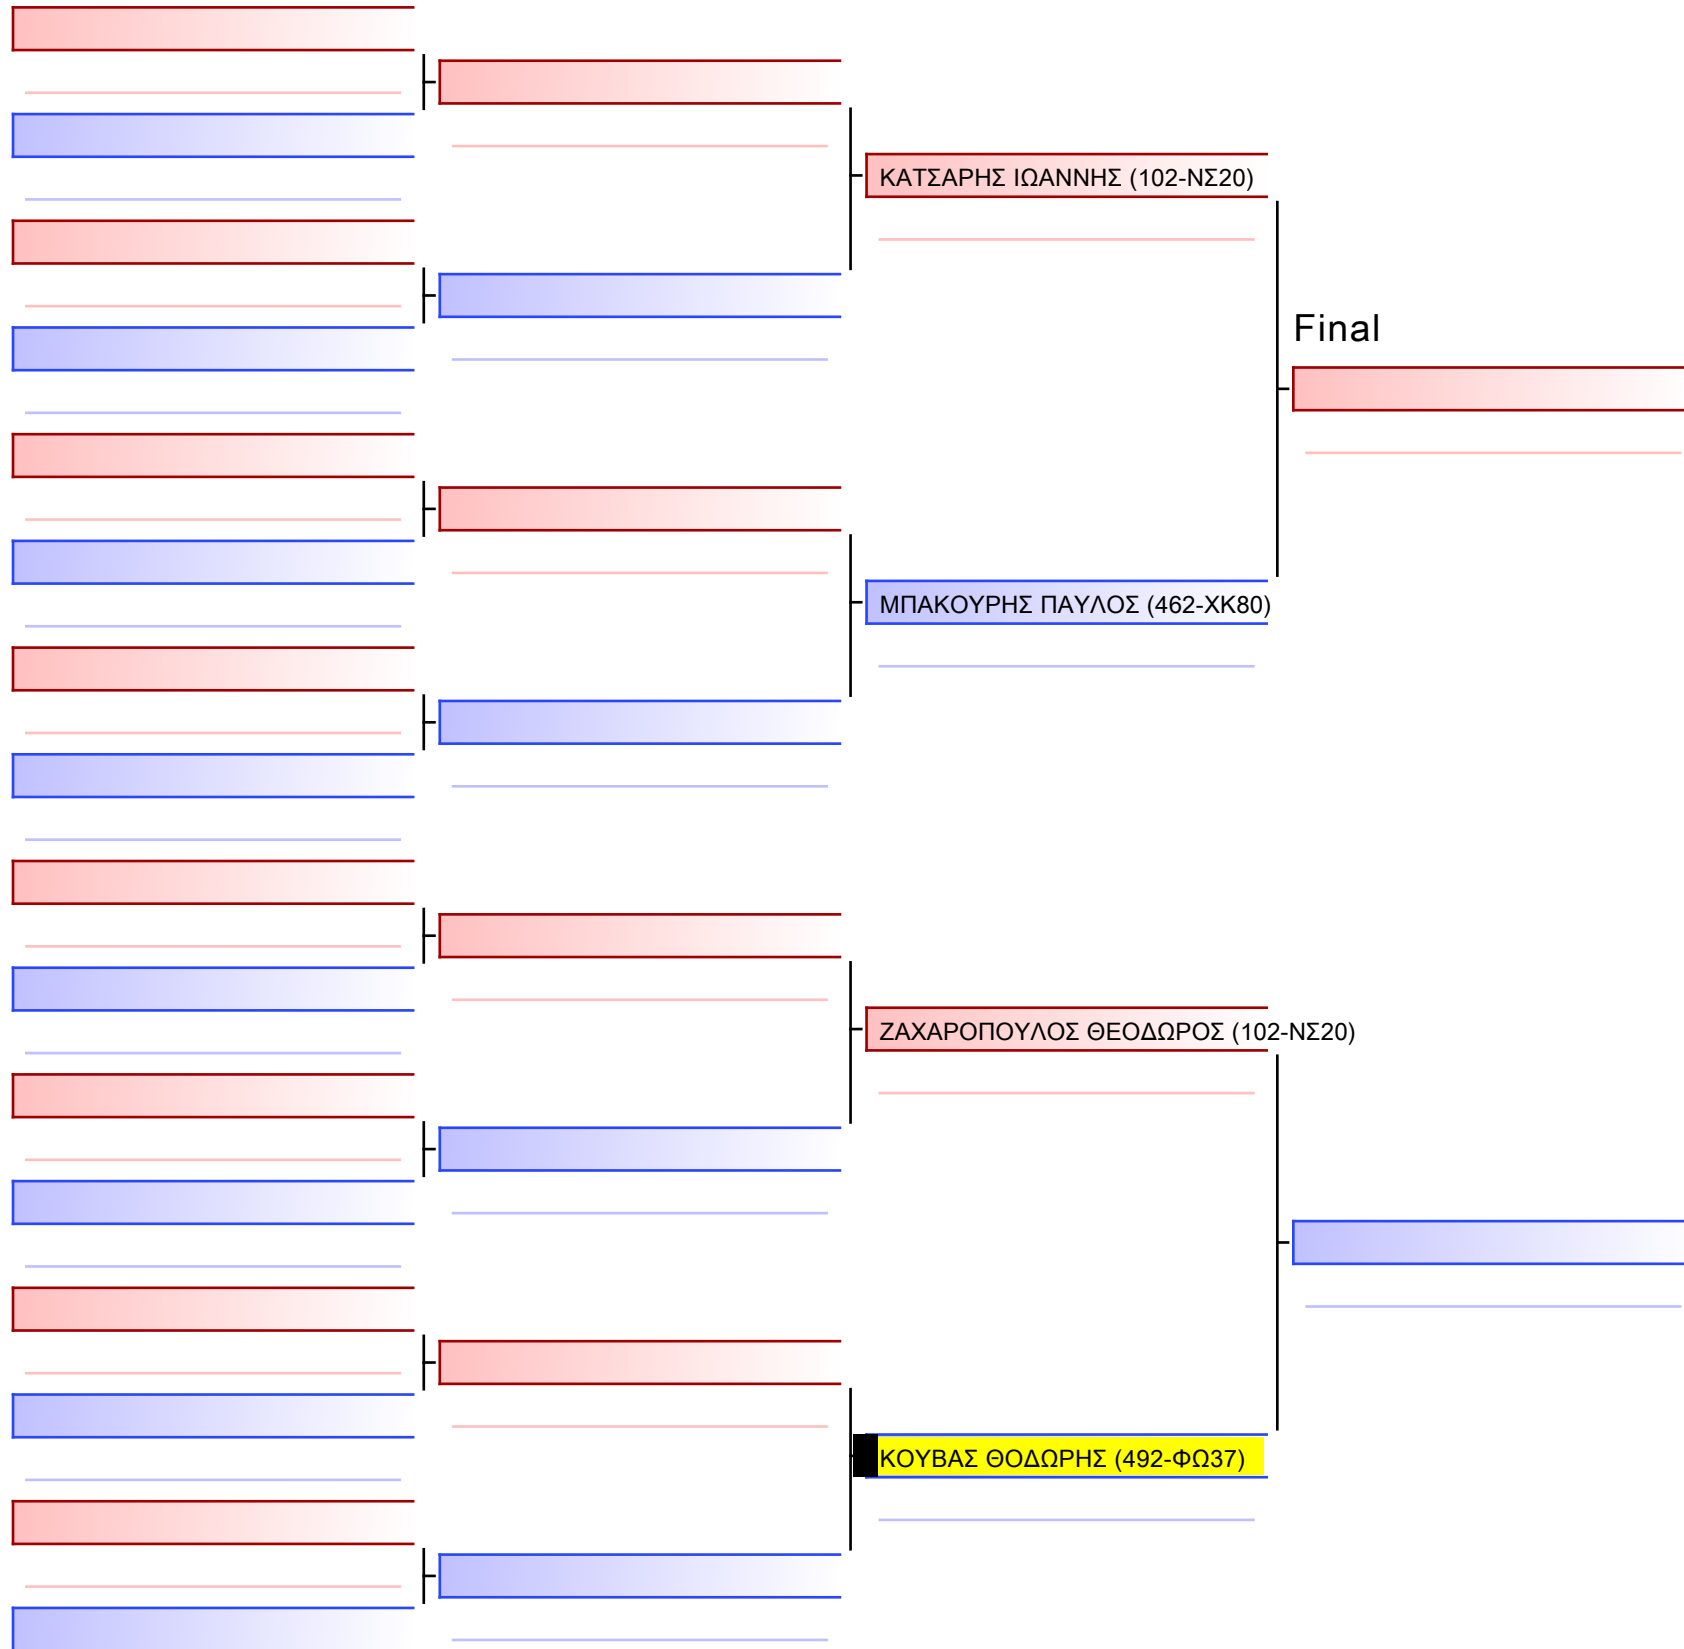 ΚΑΤΣΑΡΗΣ ΙΩΑΝΝΗΣ (102-ΝΣ20)
Final
ΜΠΑΚΟΥΡΗΣ ΠΑΥΛΟΣ (462-ΧΚ80)
ΖΑΧΑΡΟΠΟΥΛΟΣ ΘΕΟΔΩΡΟΣ (102-ΝΣ20)
ΚΟΥΒΑΣ ΘΟΔΩΡΗΣ (492-ΦΩ37)